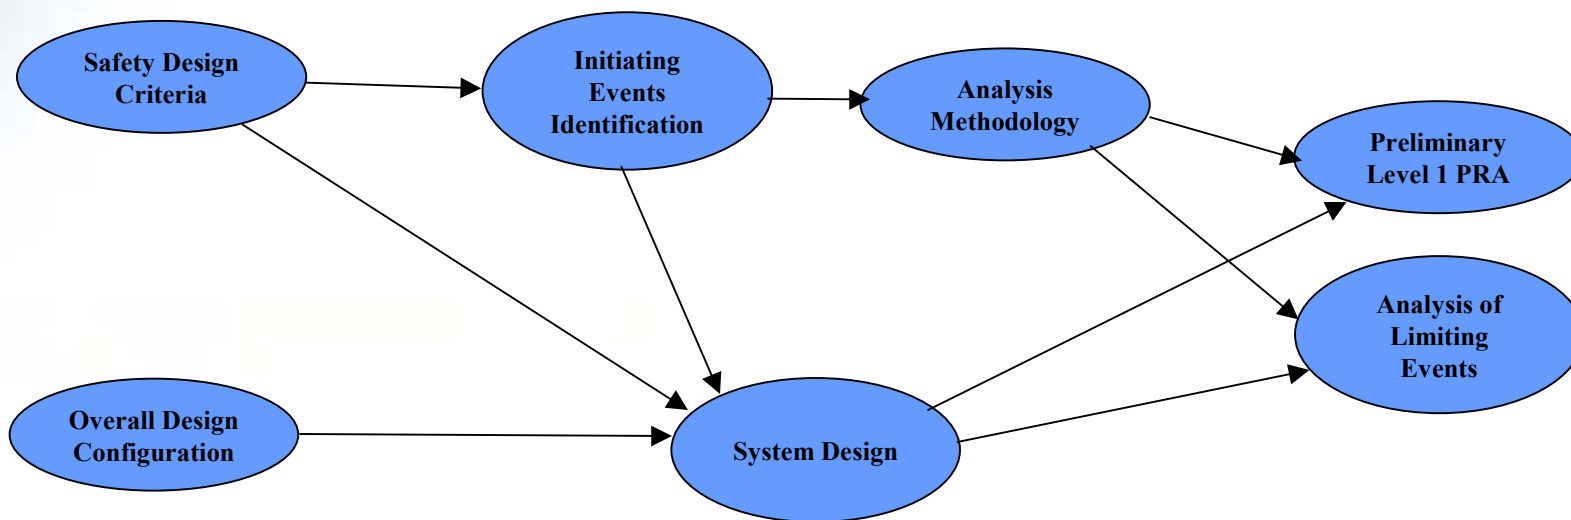 Safety Design
Criteria
Initiating
Events
Identification
Analysis
Methodology
Preliminary
Level 1 PRA
Analysis of
Limiting
Events
Overall Design
Configuration
System Design